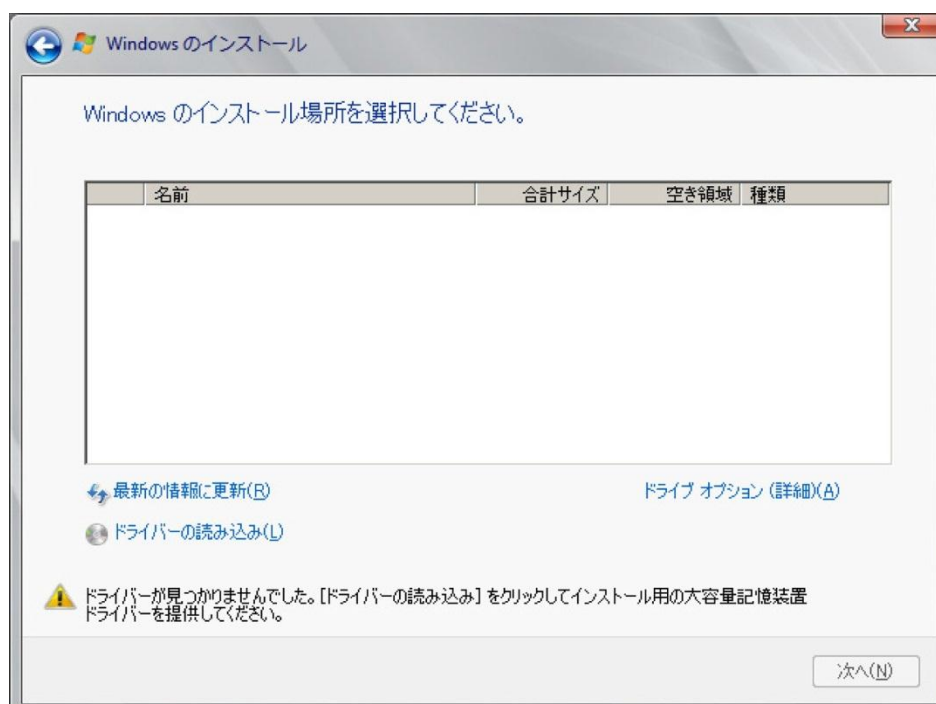 Windows のインストール
Windows のインストール場所を選択してください。
名前 合計サイズ 空き領域 種類
最新の情報に更新(R) ドライブ オプション (詳細)(A)
ドライバーの読み込み(L)
ドライバーが見つかりませんでした。[ドライバーの読み込み] をクリックしてインストール用の大容量記憶装置
ドライバーを提供してください。
次へ(N)